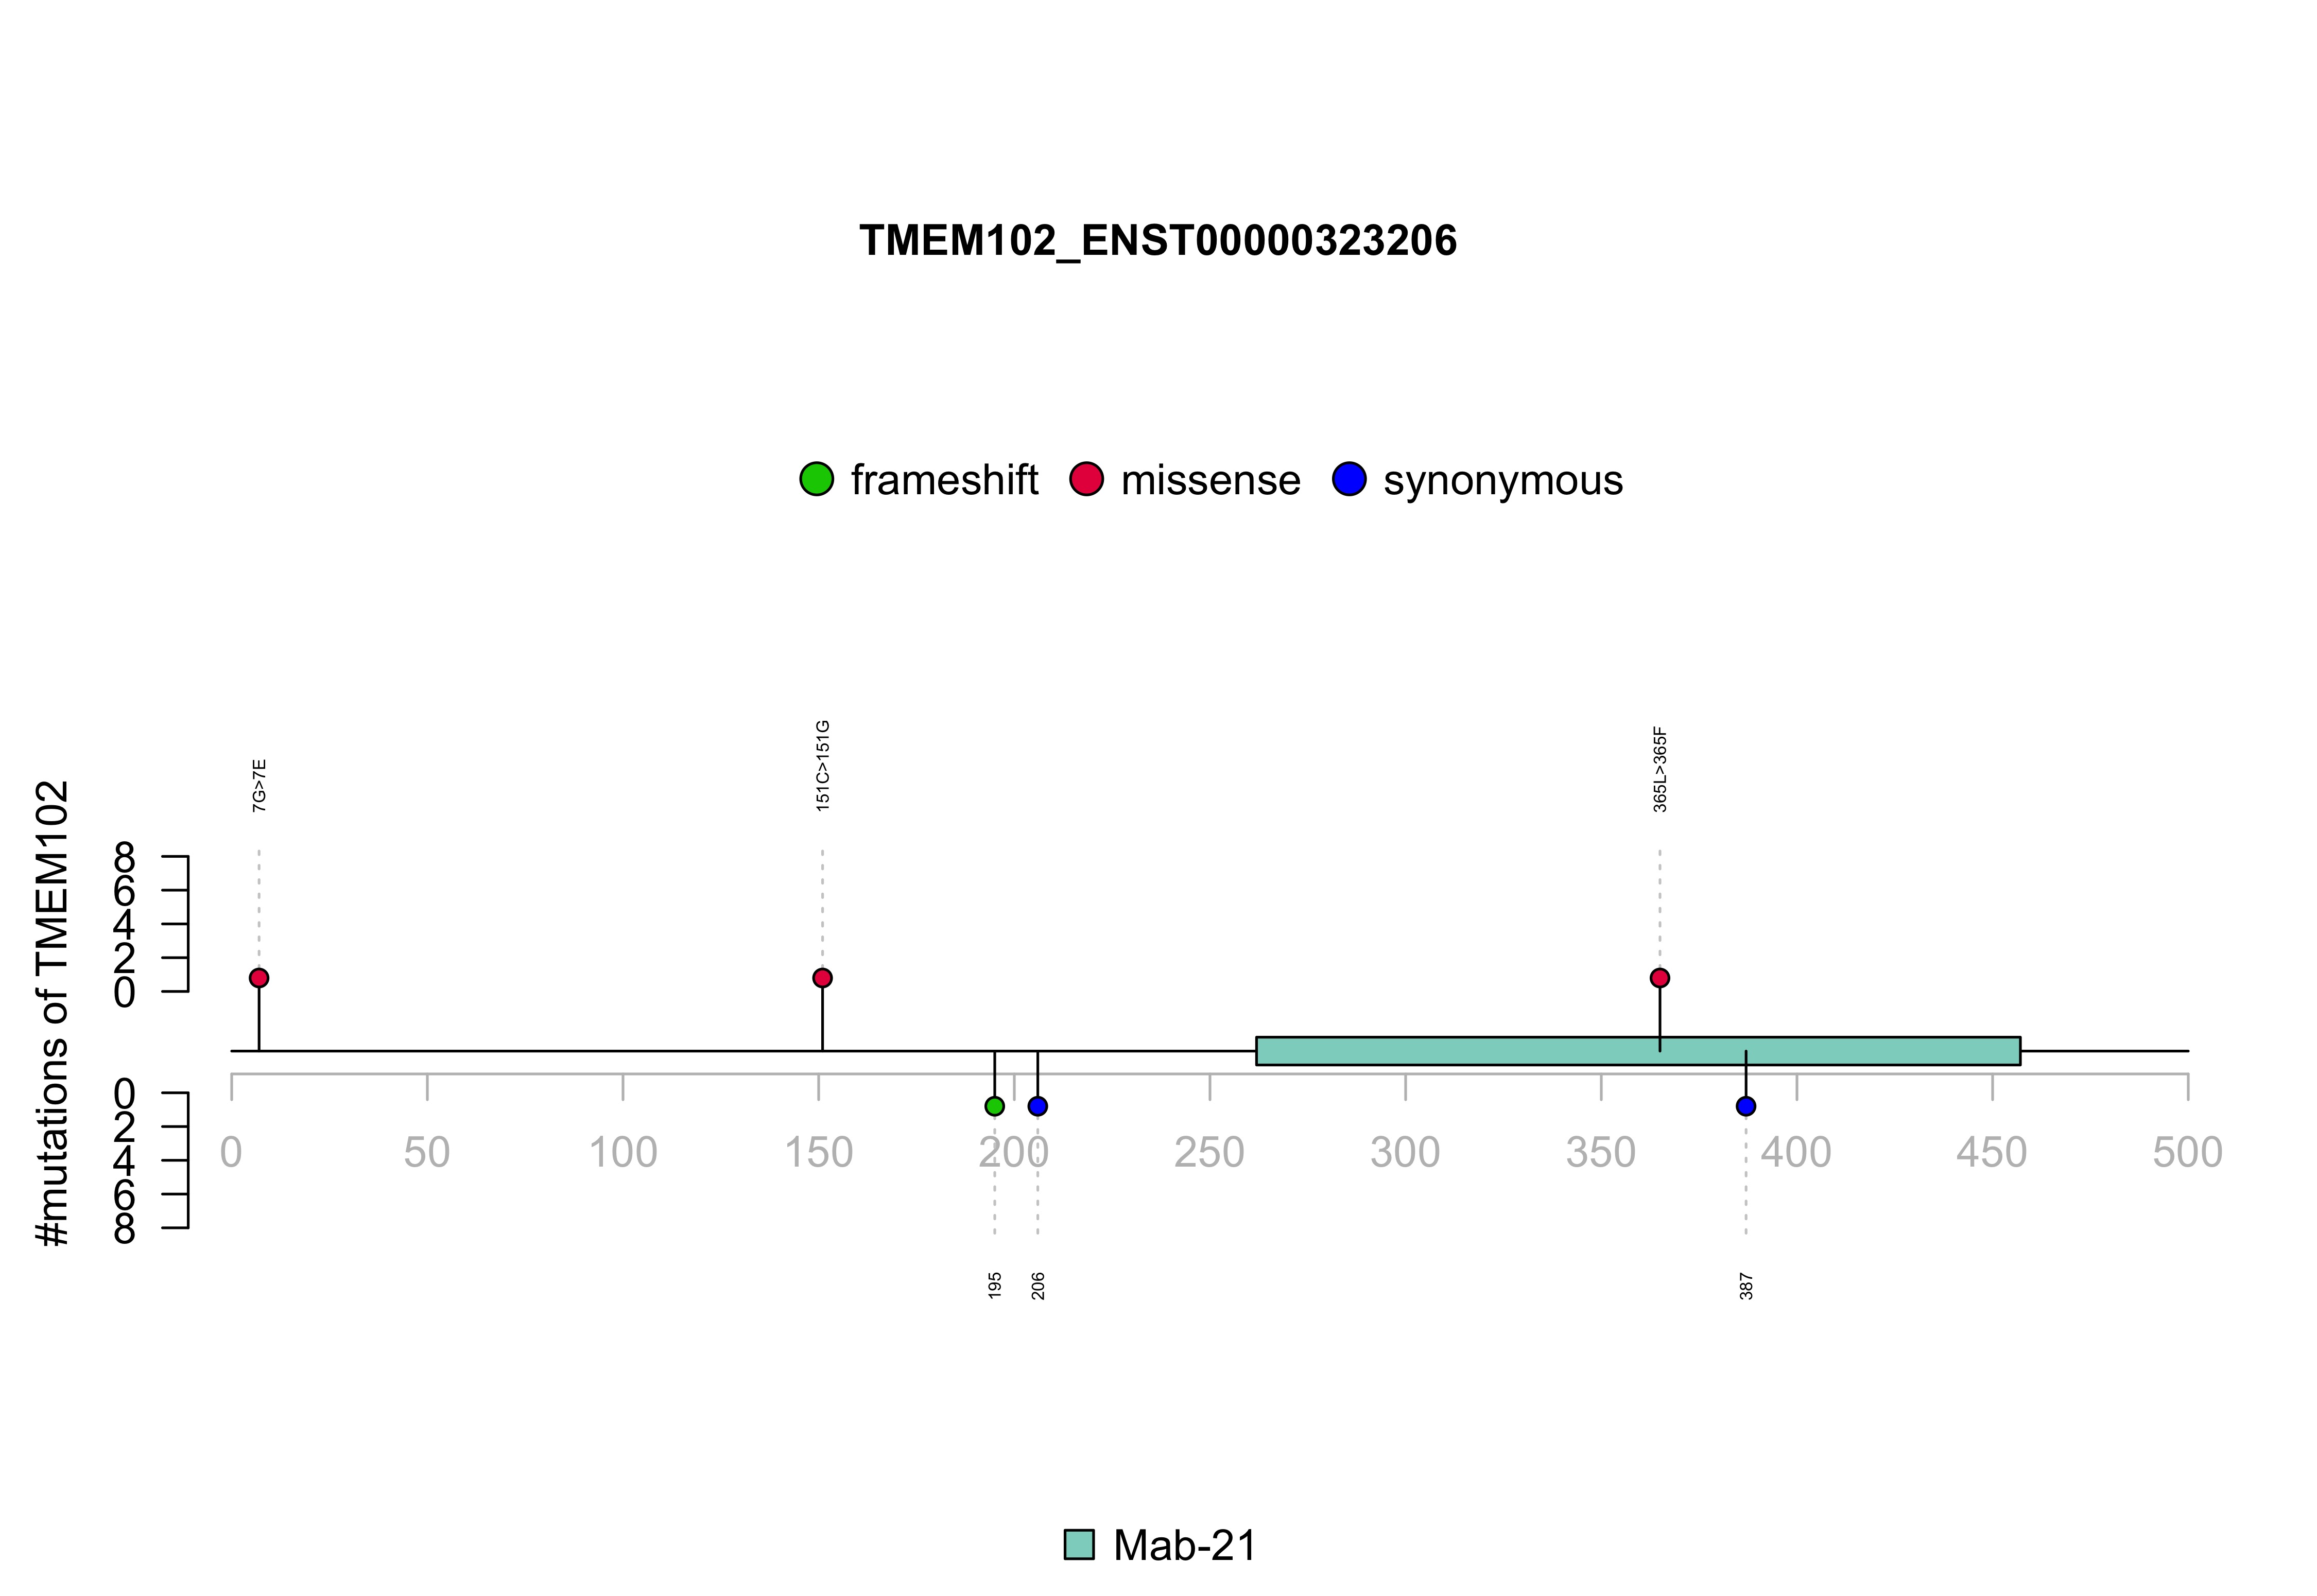 TMEM102_ENST00000323206
frameshift missense synonymous
7G>7E 151C>151G 365L>365F
#mutations of TMEM102
8
6
4
2
0
0
2
4
6
8
0 50 100 150 200 250 300 350 400 450 500
195 206 387
Mab-21